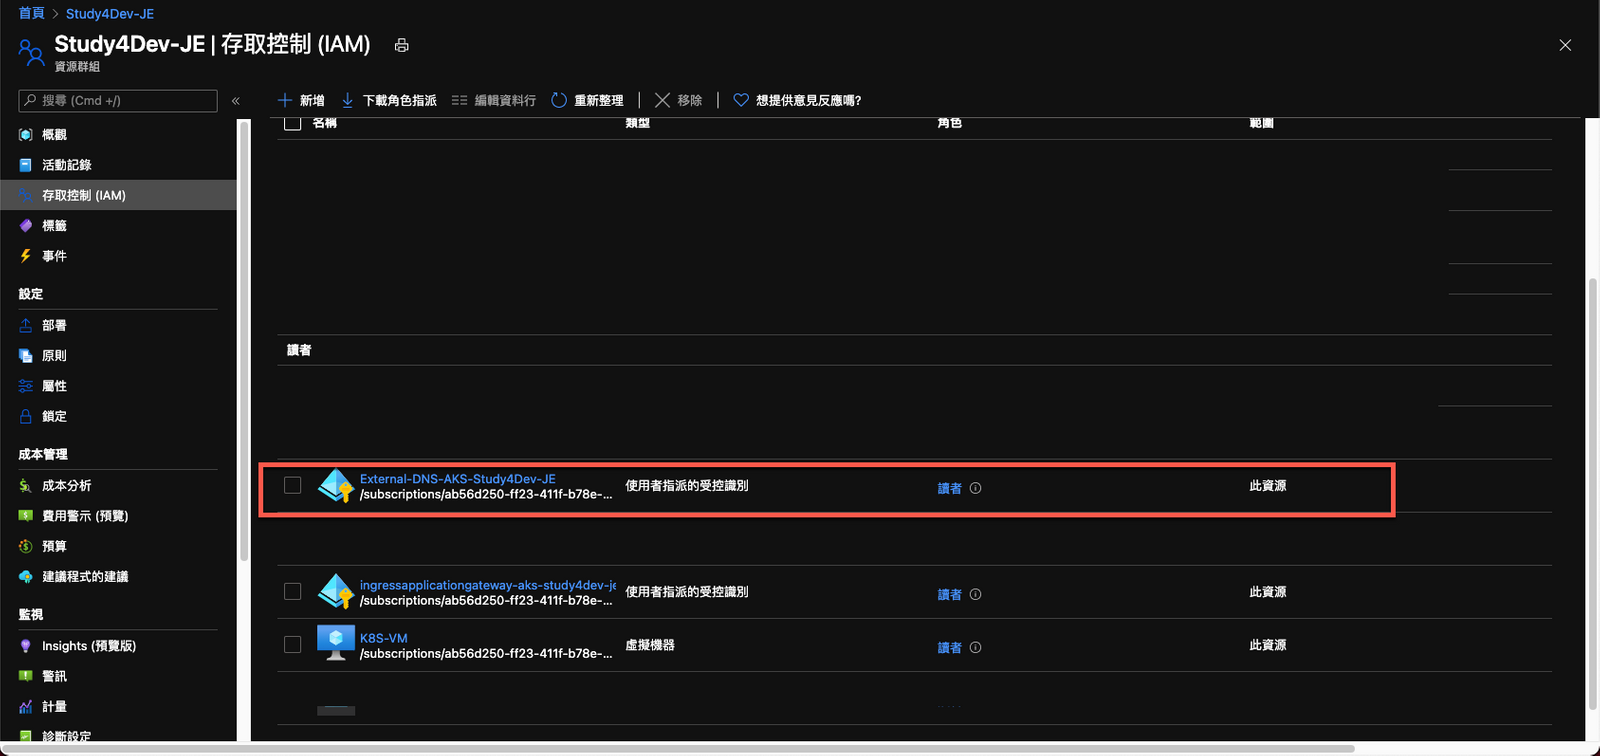 首頁 > Study4Dev-JE
Study4Dev-JE | 存取控制 (IAM)
資源群組
搜尋 (Cmd +/)
«
新增
下載角色指派
編輯資料行
重新整理
移除
想提供意見反應嗎?
概觀
活動記錄
存取控制 (IAM)
標籤
事件
設定
部署
原則
屬性
鎖定
成本管理
成本分析
費用警示 (預覽)
預算
建議程式的建議
監視
Insights (預覽版)
警訊
計量
診斷設定
名稱 類型 角色 範圍
讀者
External-DNS-AKS-Study4Dev-JE
/subscriptions/ab56d250-ff23-411f-b78e-...
使用者指派的受控識別 讀者 此資源
ingressapplicationgateway-aks-study4dev-je
/subscriptions/ab56d250-ff23-411f-b78e-...
使用者指派的受控識別 讀者 此資源
K8S-VM
/subscriptions/ab56d250-ff23-411f-b78e-...
虛擬機器 讀者 此資源